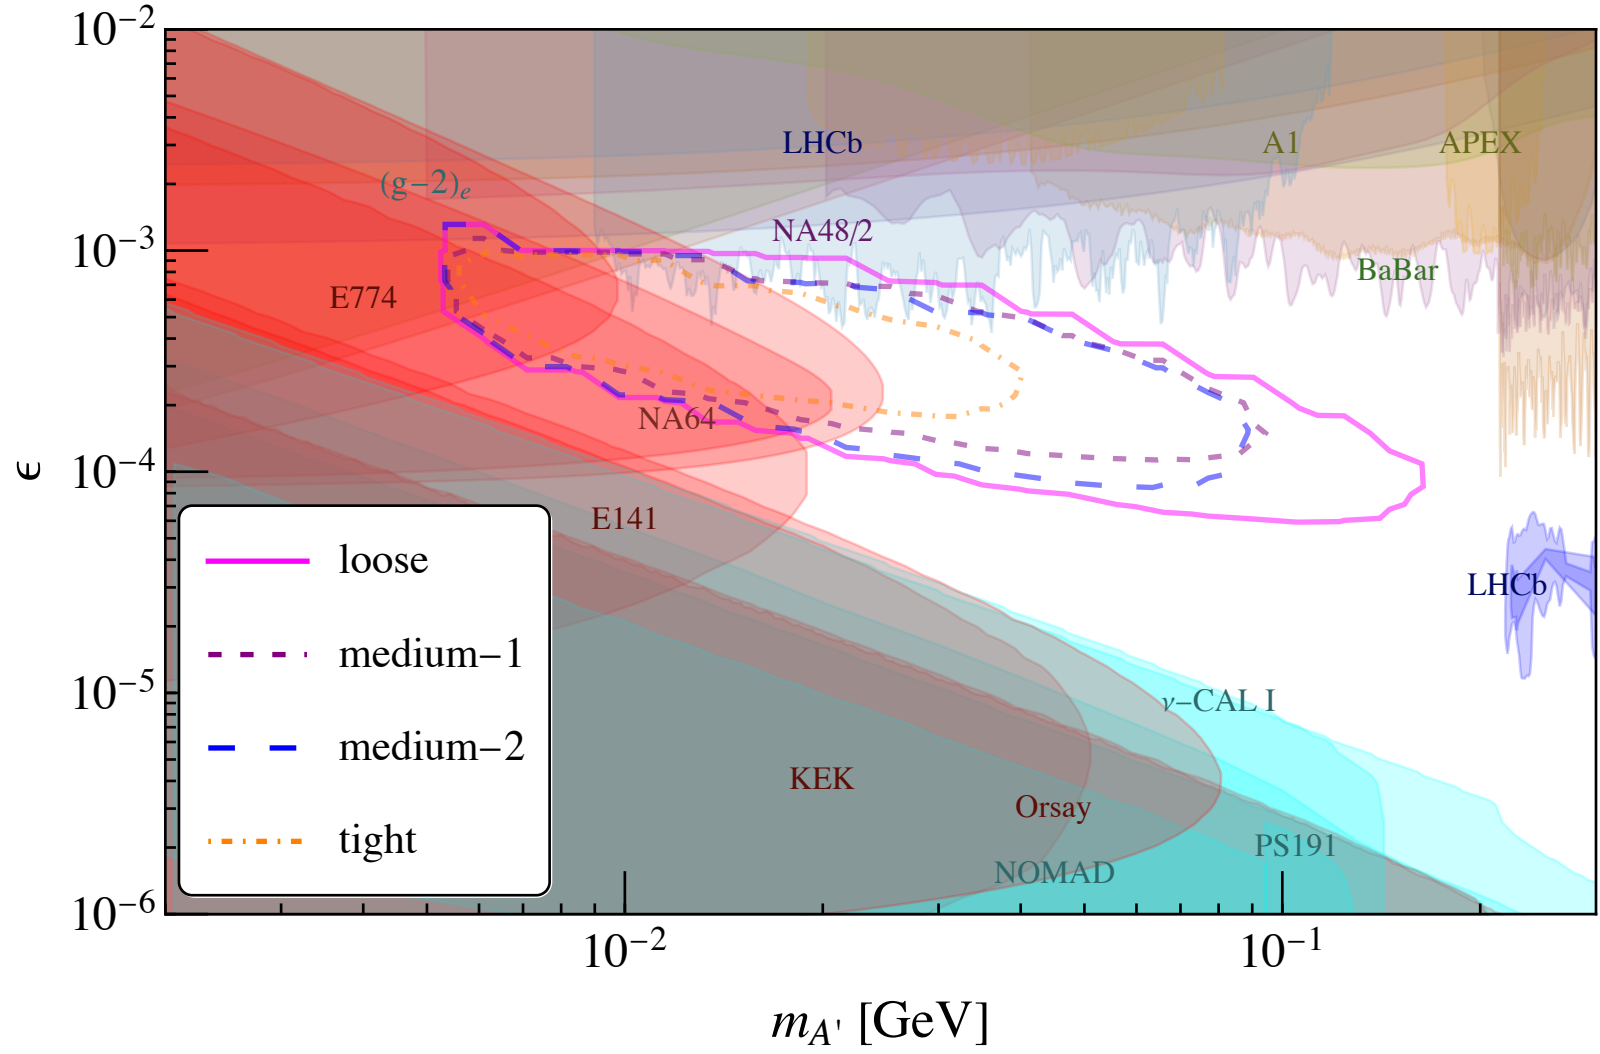 10⁻²
LHCb
A1
APEX
(g−2)ₑ
NA48/2
10⁻³
BaBar
E774
NA64
ϵ
10⁻⁴
E141
loose
LHCb
medium−1
10⁻⁵
ν−CAL I
medium−2
KEK
Orsay
tight
PS191
NOMAD
10⁻⁶
10⁻²
10⁻¹
m_A' [GeV]